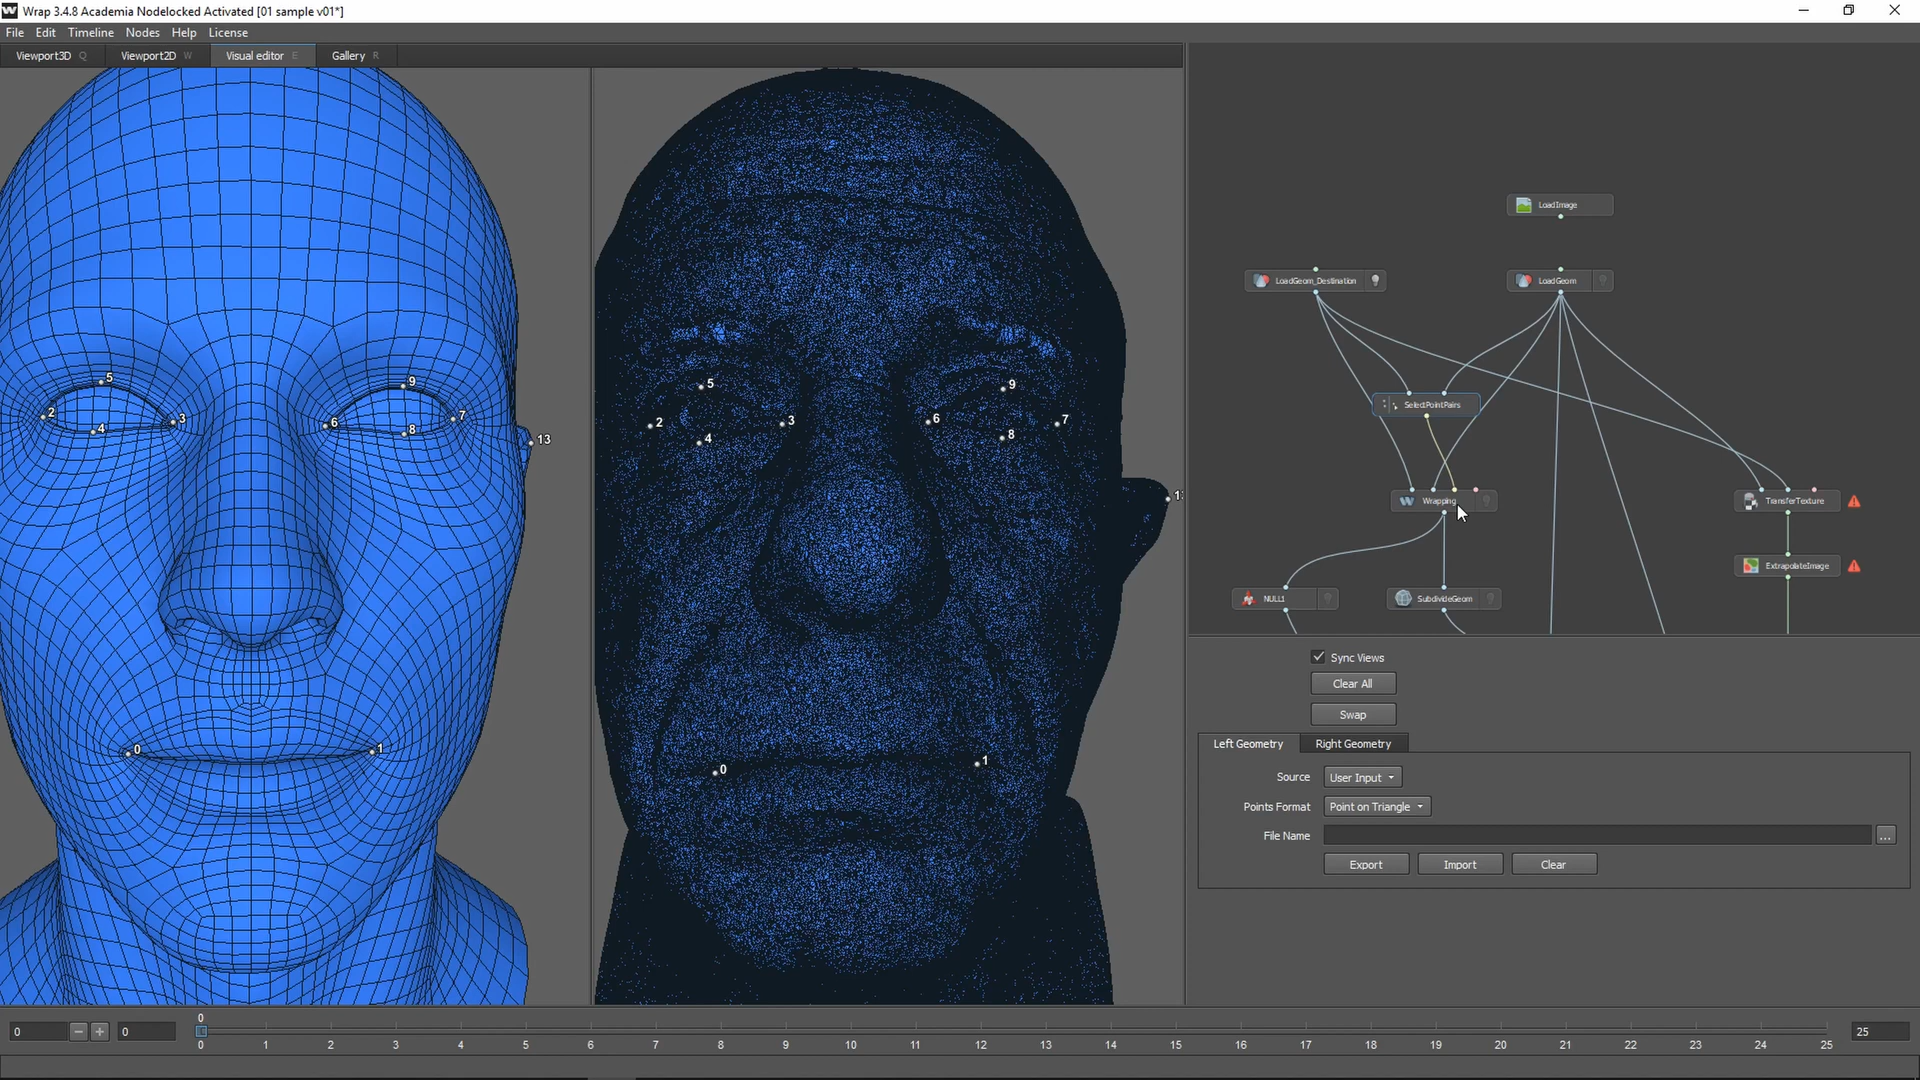 Wrap 3.4.8 Academia Nodelocked Activated [01 sample v01*]
File Edit Timeline Nodes Help License
Viewport3D Q Viewport2D W Visual editor E Gallery R
LoadImage
LoadGeom_Destination LoadGeom
SelectPointPairs
Wrapping TransferTexture
ExtrapolateImage
NULL1 SubdivideGeom
5 9
2 3 6 7
4 8
13
0 1
5 9
2 3 6 7
4 8
0 1
Sync Views
Clear All
Swap
Left Geometry Right Geometry
Source User Input
Points Format Point on Triangle
File Name ...
Export Import Clear
0
0 0 25
0 1 2 3 4 5 6 7 8 9 10 11 12 13 14 15 16 17 18 19 20 21 22 23 24 25